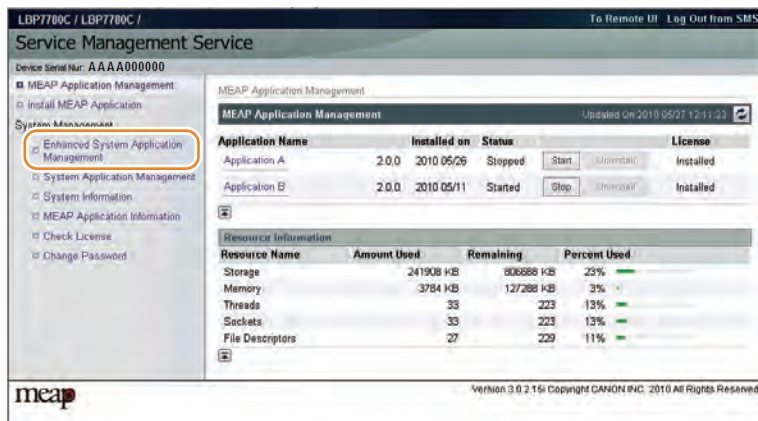 LBP7780C / LBP7780C / To Remote UI Log Out from SMS
Service Management Service
Device Serial Nur: AAAA000000
MEAP Application Management
Install MEAP Application
System Management
Enhanced System Application
Management
System Application Management
System Information
MEAP Application Information
Check License
Change Password
MEAP Application Management
MEAP Application Management Updated On:2010 05/27 12:11:23
Application Name Installed on Status License
Application A 2.0.0 2010 05/26 Stopped Start Uninstall Installed
Application B 2.0.0 2010 05/11 Started Stop Uninstall Installed
Resource Information
Resource Name Amount Used Remaining Percent Used
Storage 241908 KB 806668 KB 23%
Memory 3784 KB 127288 KB 3%
Threads 33 223 13%
Sockets 33 223 13%
File Descriptors 27 229 11%
meap Version 3.0.2.15i Copyright CANON INC. 2010 All Rights Reserved